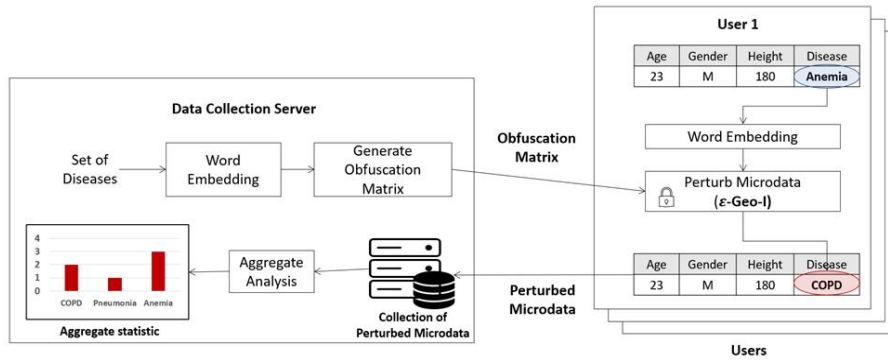 User 1
Age Gender Height Disease
23 M 180 Anemia
Word Embedding
Perturb Microdata
(ε-Geo-I)
Age Gender Height Disease
23 M 180 COPD
Users
Obfuscation
Matrix
Perturbed
Microdata
Data Collection Server
Set of
Diseases
Word
Embedding
Generate
Obfuscation
Matrix
Aggregate
Analysis
Collection of
Perturbed Microdata
4
3
2
1
0
COPD Pneumonia Anemia
Aggregate statistic